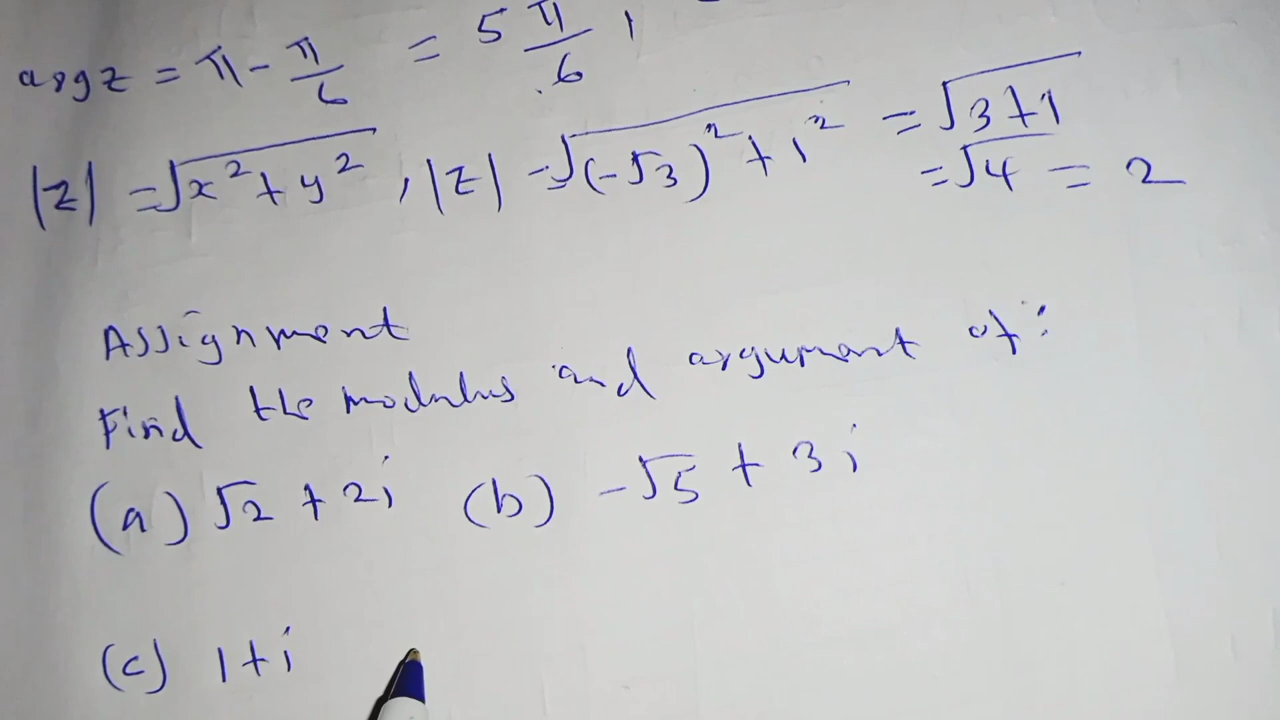 arg z = π - π/6 = 5π/6,
|z| = √(x² + y²), |z| = √((-√3)² + 1²) = √(3+1)
= √4 = 2
Assignment
Find the modulus and argument of:
(a) √2 + 2i (b) -√5 + 3i
(c) 1+i